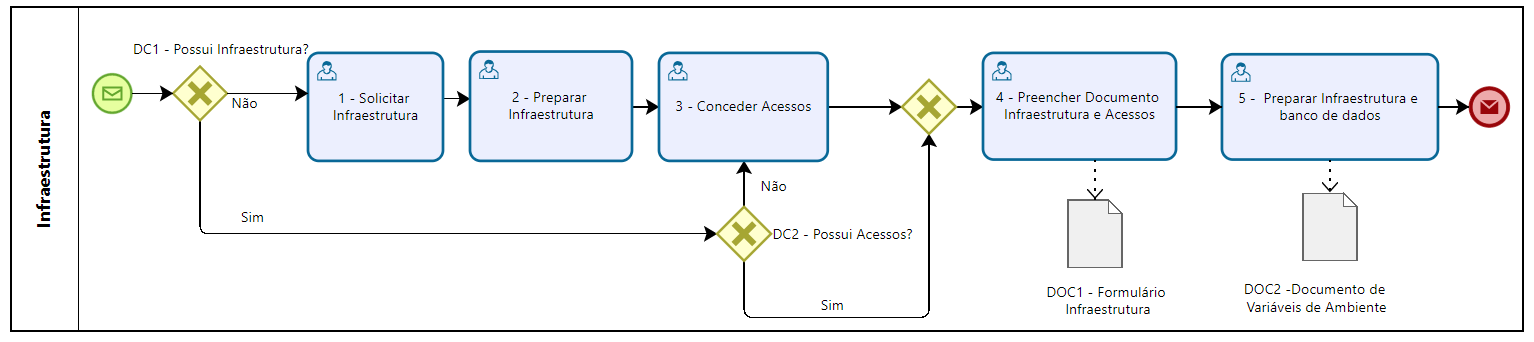 Infraestrutura
DC1 - Possui Infraestrutura?
Não
1 - Solicitar
Infraestrutura
2 - Preparar
Infraestrutura
3 - Conceder Acessos
4 - Preencher Documento
Infraestrutura e Acessos
5 -  Preparar Infraestrutura e
banco de dados
Não
Sim
DC2 - Possui Acessos?
Sim
DOC1 - Formulário
Infraestrutura
DOC2 -Documento de
Variáveis de Ambiente